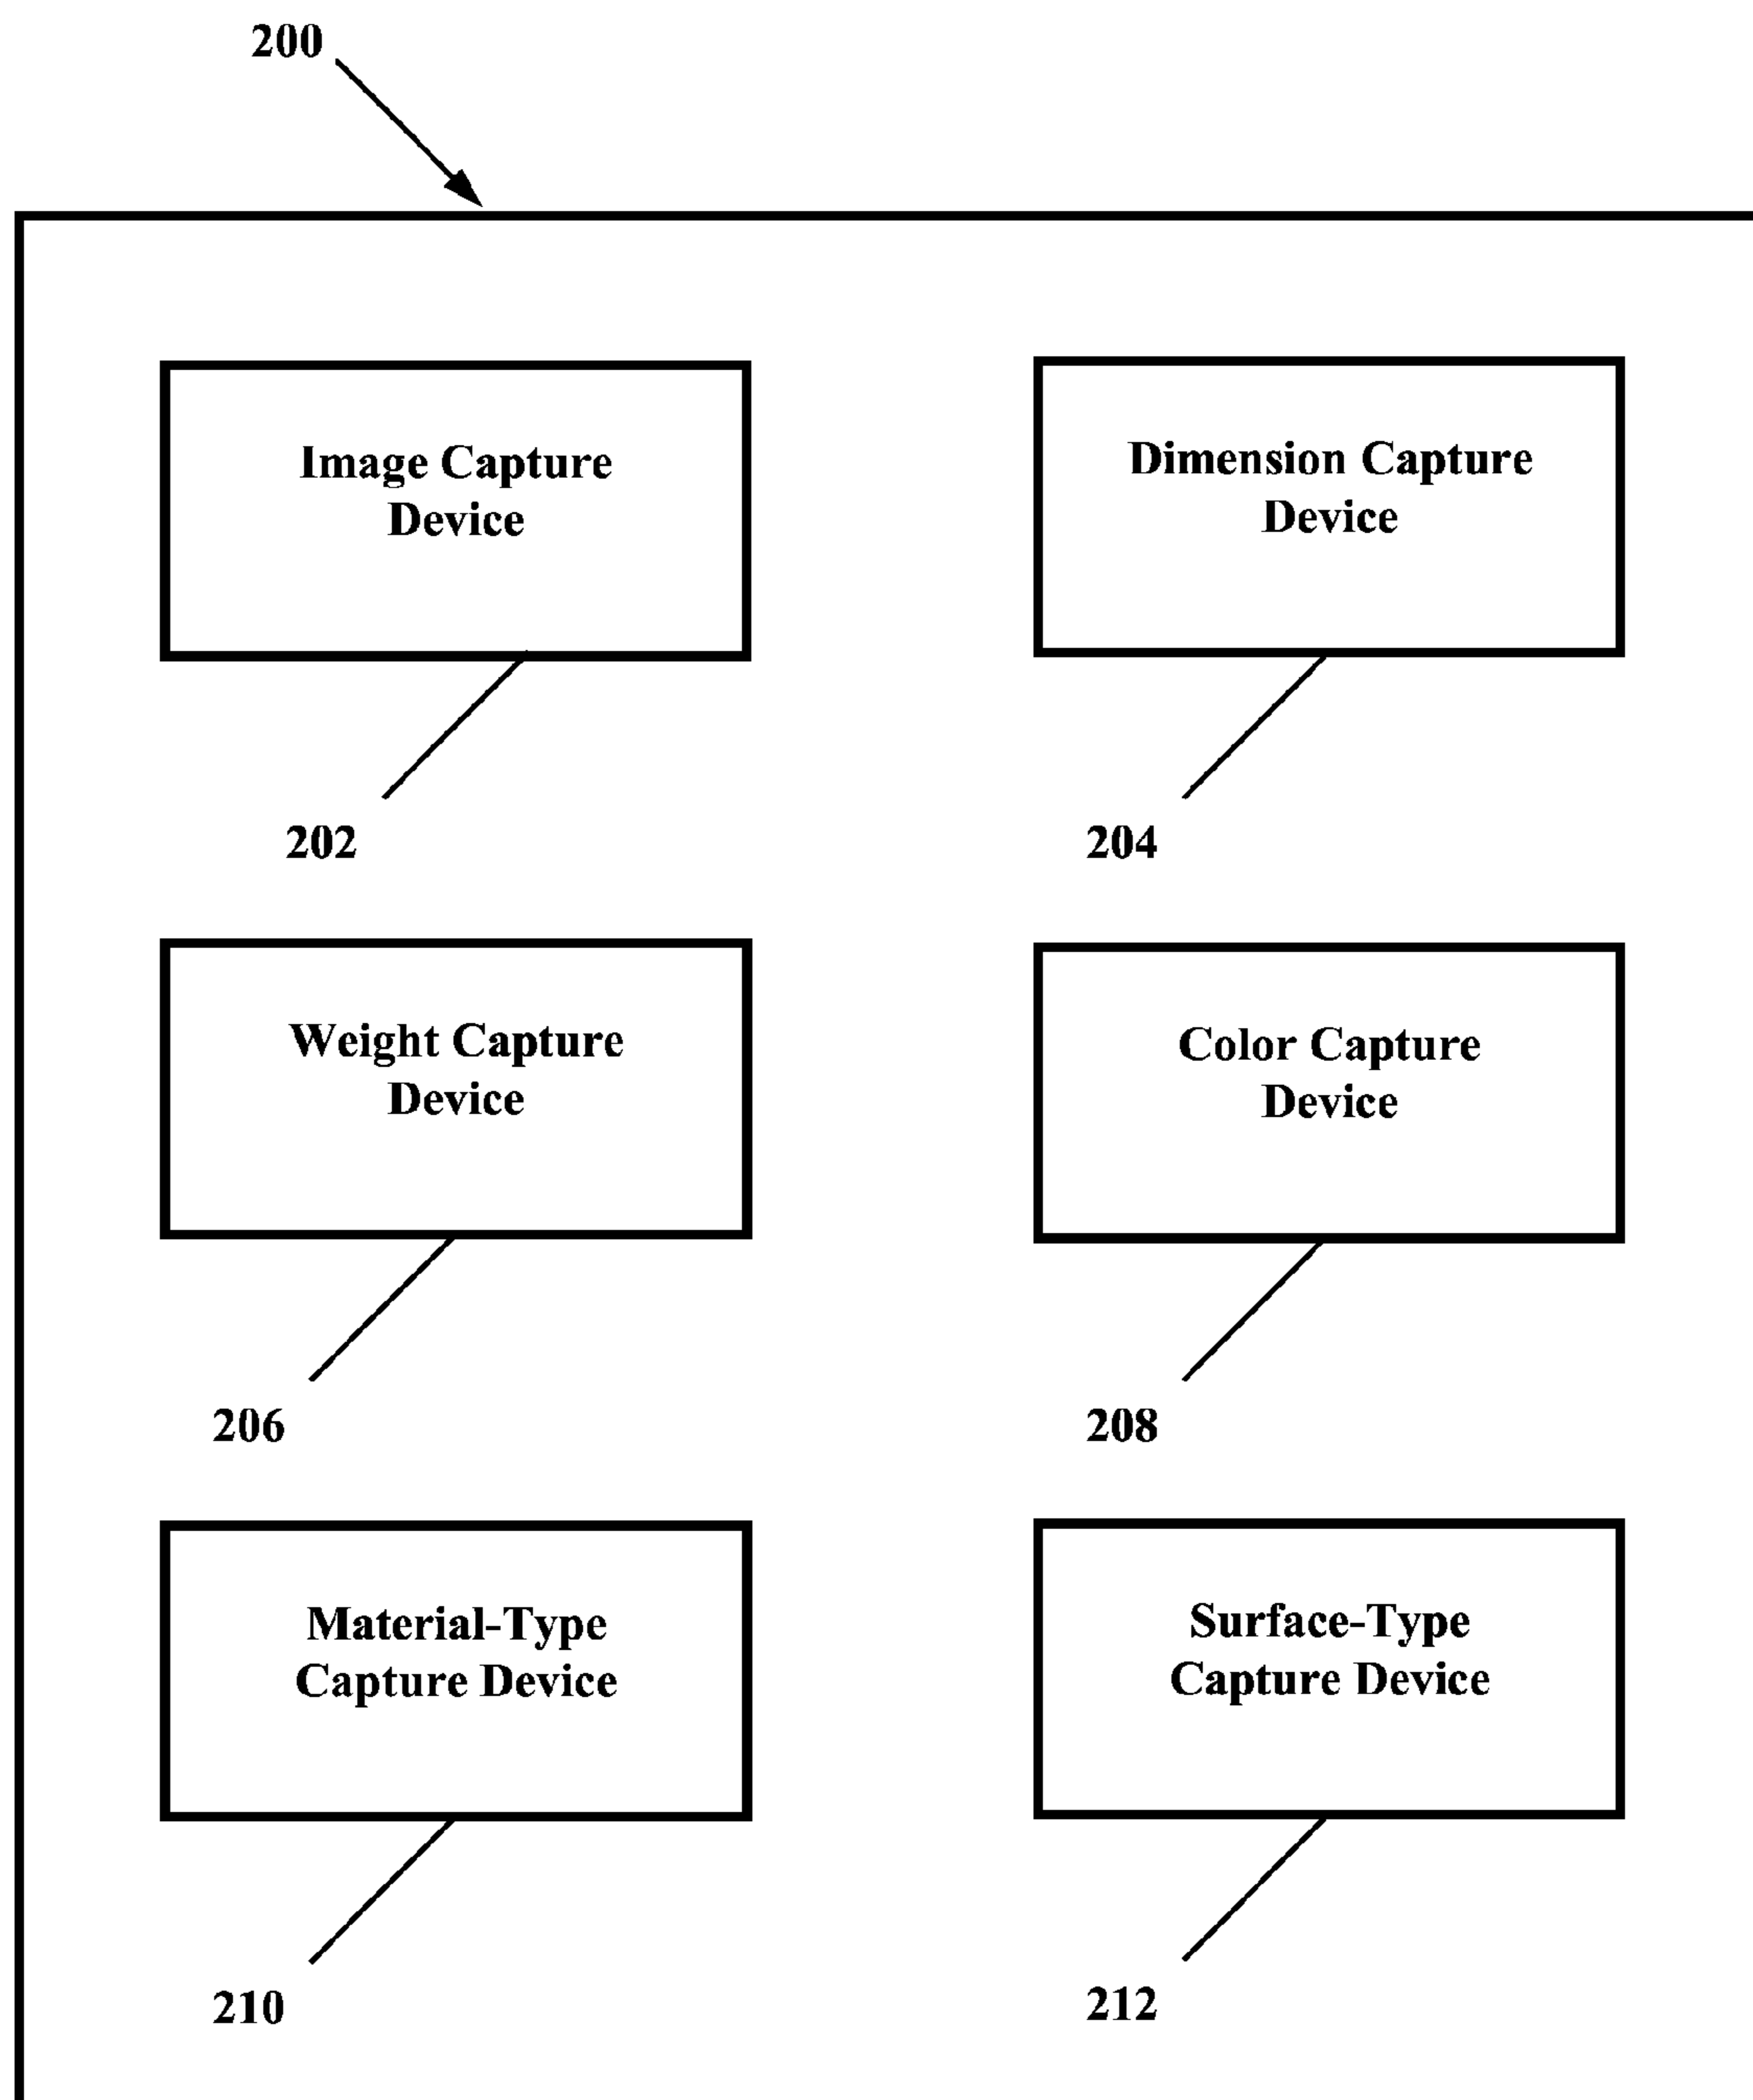 200
Image Capture
Device
Dimension Capture
Device
202
204
Weight Capture
Device
Color Capture
Device
206
208
Material-Type
Capture Device
Surface-Type
Capture Device
210
212